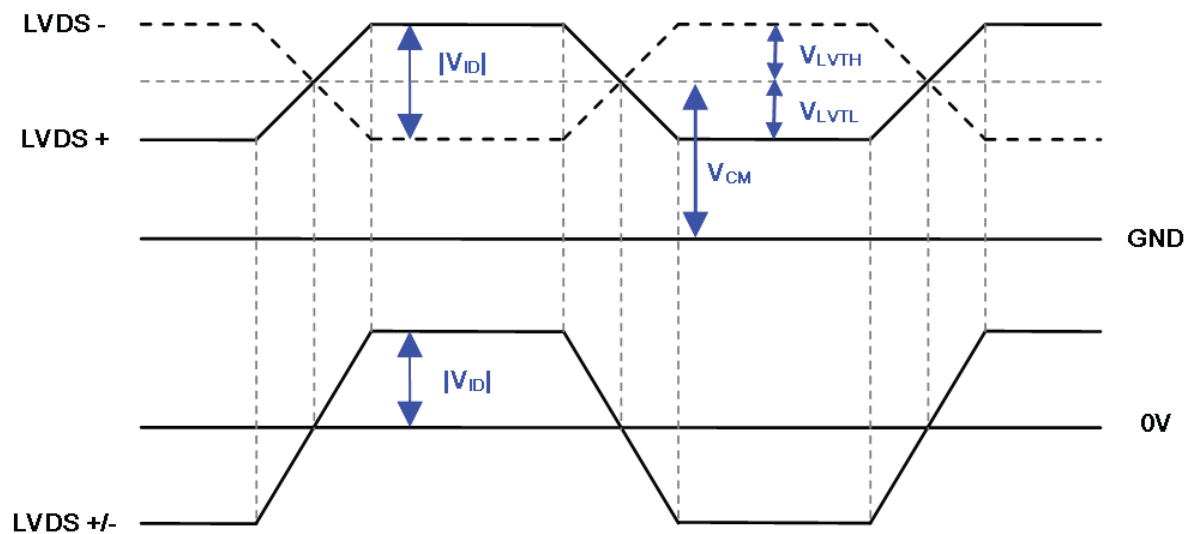 LVDS -
|VID|
VLVTH
LVDS +
VLVTL
VCM
GND
|VID|
0V
LVDS +/-